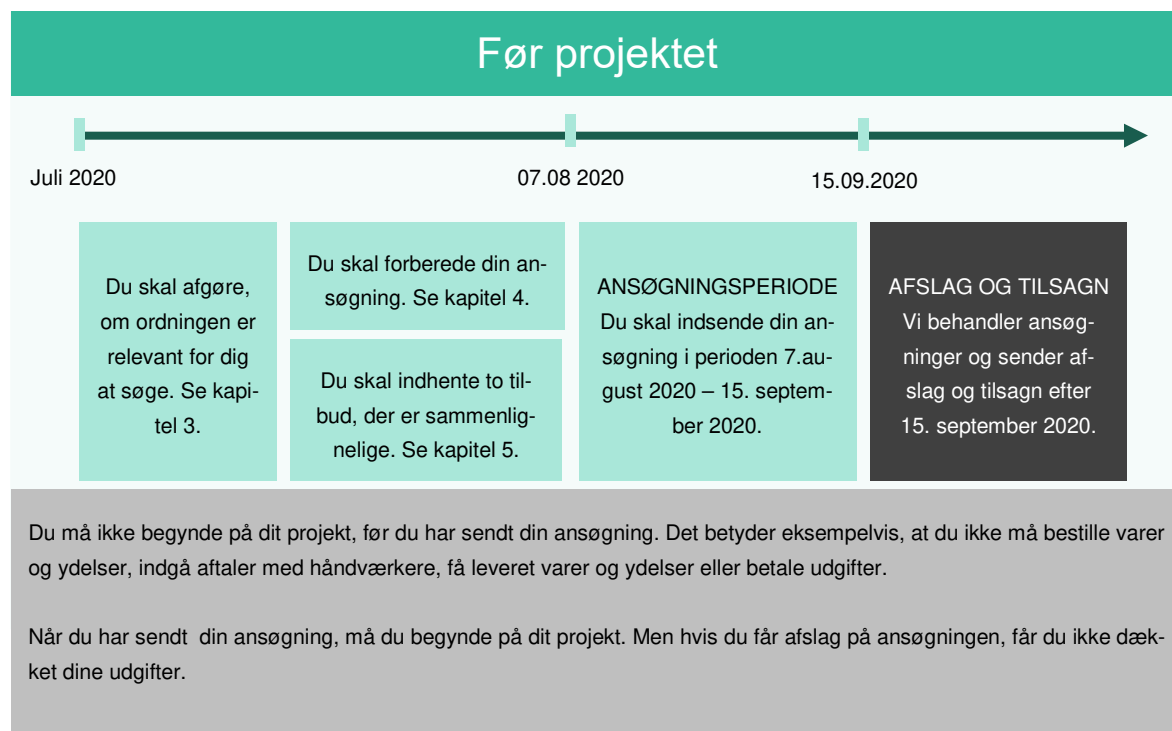 Før projektet
Juli 2020
07.08 2020
15.09.2020
Du skal afgøre,
om ordningen er
relevant for dig
at søge. Se kapi-
tel 3.
Du skal forberede din an-
søgning. Se kapitel 4.
Du skal indhente to til-
bud, der er sammenlig-
nelige. Se kapitel 5.
ANSØGNINGSPERIODE
Du skal indsende din an-
søgning i perioden 7.au-
gust 2020 – 15. septem-
ber 2020.
AFSLAG OG TILSAGN
Vi behandler ansøg-
ninger og sender af-
slag og tilsagn efter
15. september 2020.
Du må ikke begynde på dit projekt, før du har sendt din ansøgning. Det betyder eksempelvis, at du ikke må bestille varer
og ydelser, indgå aftaler med håndværkere, få leveret varer og ydelser eller betale udgifter.
Når du har sendt  din ansøgning, må du begynde på dit projekt. Men hvis du får afslag på ansøgningen, får du ikke dæk-
ket dine udgifter.